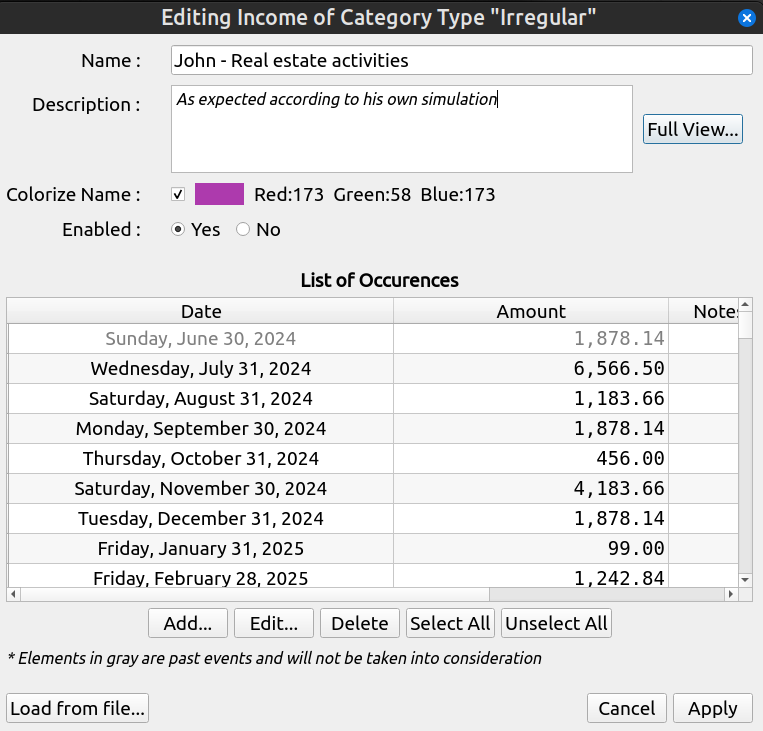 Editing Income of Category Type "Irregular"
Name :
John - Real estate activities
Description :
As expected according to his own simulation
Full View...
Colorize Name :
Red:173 Green:58 Blue:173
Enabled :
Yes
No
List of Occurences
Date Amount Notes
Sunday, June 30, 2024 1,878.14
Wednesday, July 31, 2024 6,566.50
Saturday, August 31, 2024 1,183.66
Monday, September 30, 2024 1,878.14
Thursday, October 31, 2024 456.00
Saturday, November 30, 2024 4,183.66
Tuesday, December 31, 2024 1,878.14
Friday, January 31, 2025 99.00
Friday, February 28, 2025 1,242.84
Add... Edit... Delete Select All Unselect All
* Elements in gray are past events and will not be taken into consideration
Load from file... Cancel Apply